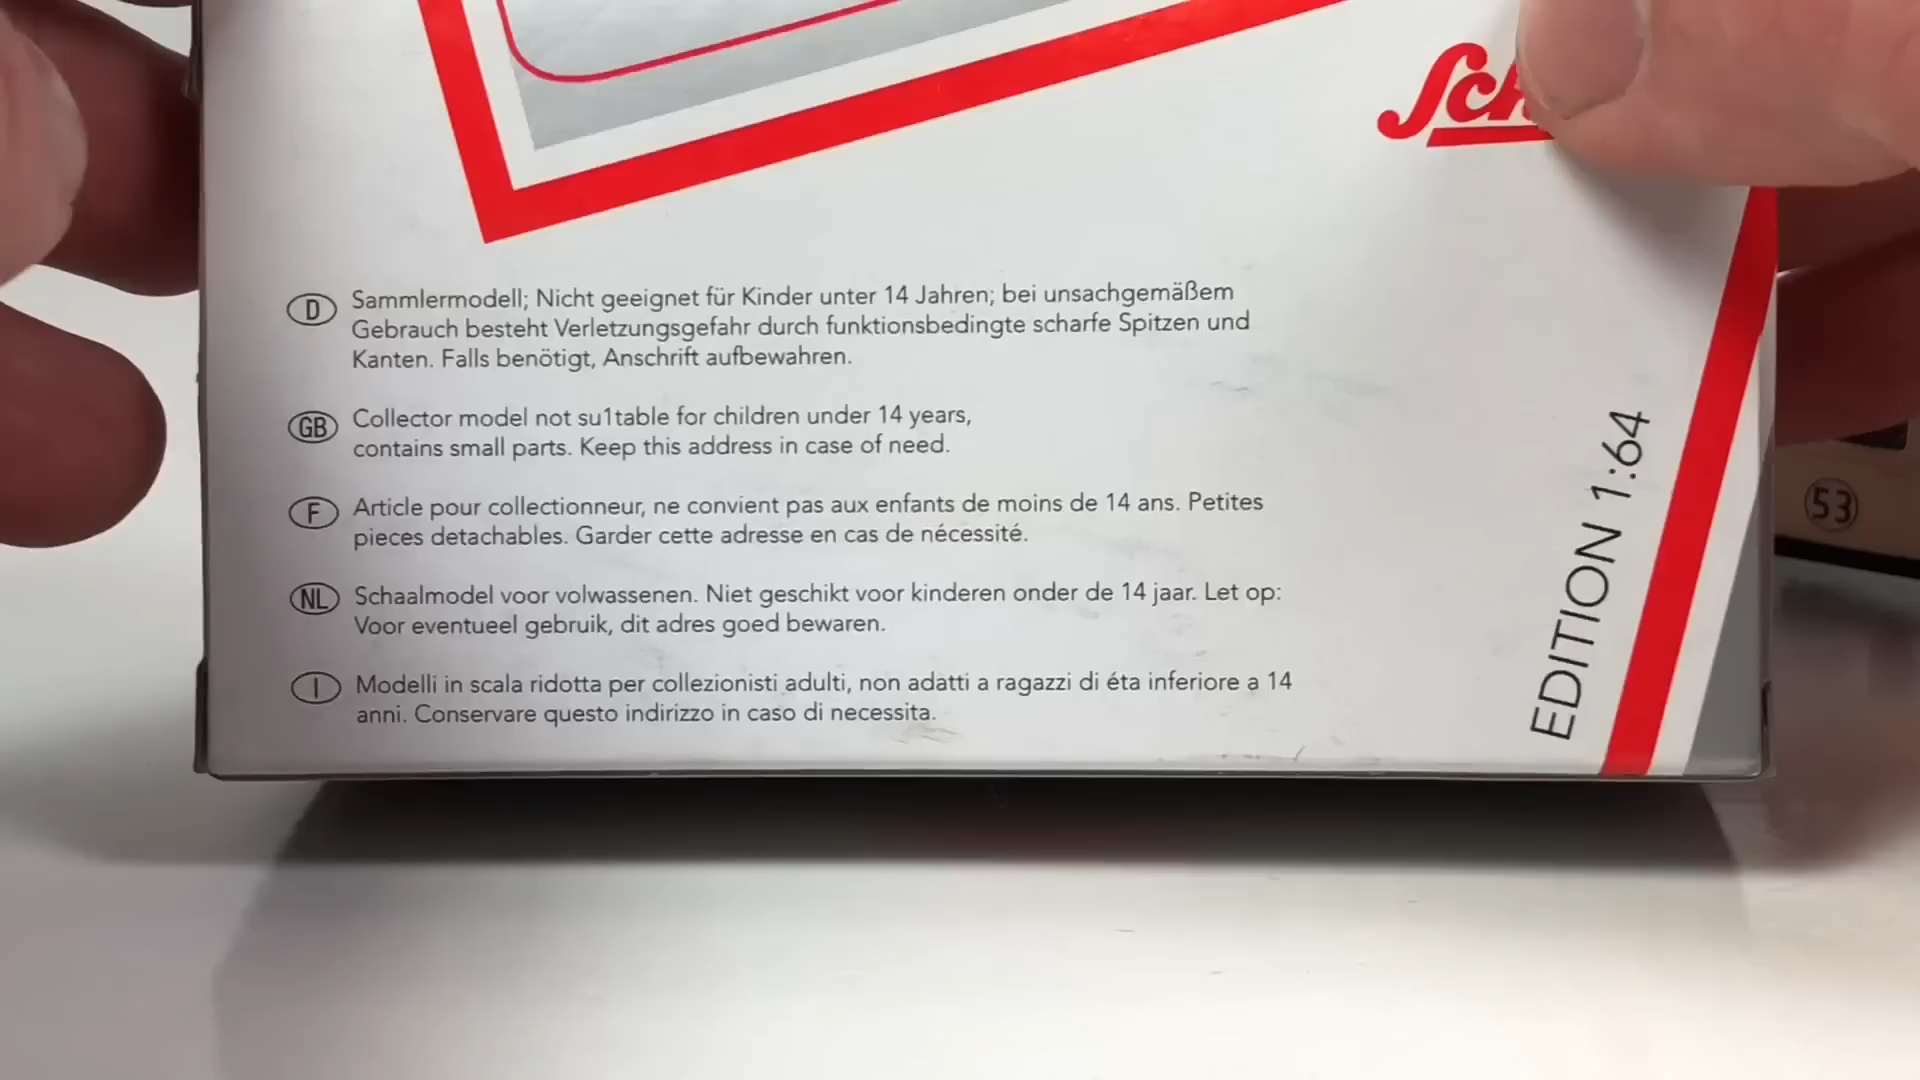 Sch
D Sammlermodell; Nicht geeignet für Kinder unter 14 Jahren; bei unsachgemäßem
Gebrauch besteht Verletzungsgefahr durch funktionsbedingte scharfe Spitzen und
Kanten. Falls benötigt, Anschrift aufbewahren.
GB Collector model not su1table for children under 14 years,
contains small parts. Keep this address in case of need.
F Article pour collectionneur, ne convient pas aux enfants de moins de 14 ans. Petites
pieces detachables. Garder cette adresse en cas de nécessité.
NL Schaalmodel voor volwassenen. Niet geschikt voor kinderen onder de 14 jaar. Let op:
Voor eventueel gebruik, dit adres goed bewaren.
I Modelli in scala ridotta per collezionisti adulti, non adatti a ragazzi di éta inferiore a 14
anni. Conservare questo indirizzo in caso di necessita.
EDITION 1:64
53